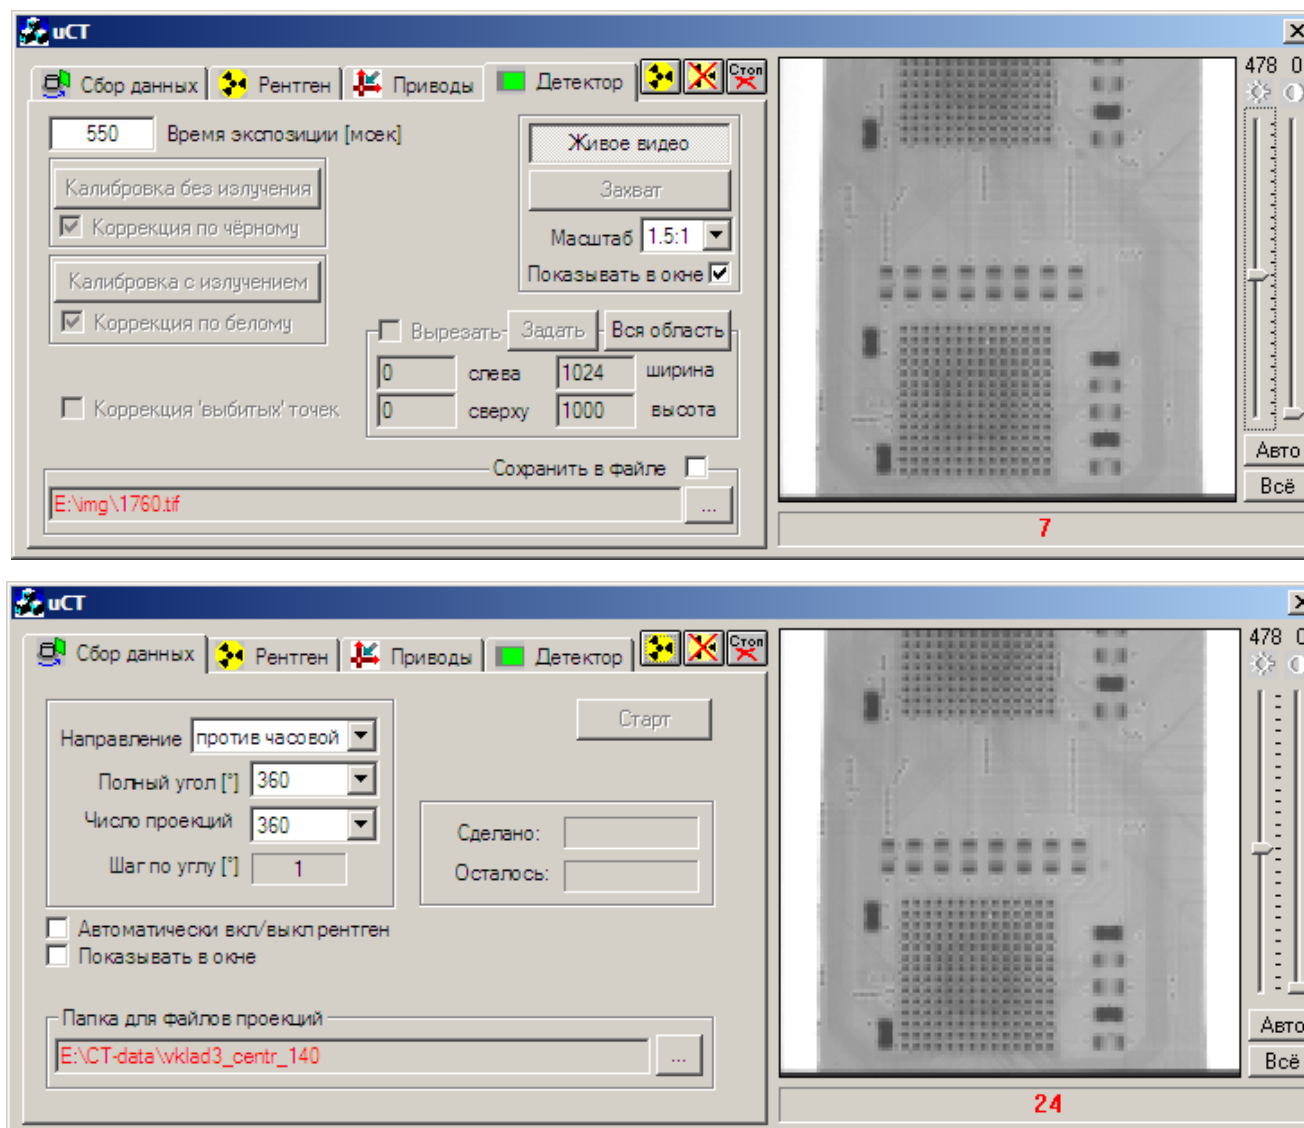 uCT
Сбор данных Рентген Приводы Детектор Стоп
478 0
550 Время экспозиции [мсек]
Живое видео
Калибровка без излучения
Захват
Коррекция по чёрному
Масштаб 1.5:1
Калибровка с излучением
Показывать в окне
Коррекция по белому
Вырезать Задать Вся область
0 слева 1024 ширина
Коррекция 'выбитых' точек
0 сверху 1000 высота
Авто
Сохранить в файле
Всё
E:\img\1760.tif ...
7
uCT
Сбор данных Рентген Приводы Детектор Стоп
478 0
Старт
Направление против часовой
Полный угол [°] 360
Число проекций 360
Сделано:
Шаг по углу [°] 1
Осталось:
Автоматически вкл/выкл рентген
Показывать в окне
Папка для файлов проекций
Авто
E:\CT-data\vklad3_centr_140 ...
Всё
24